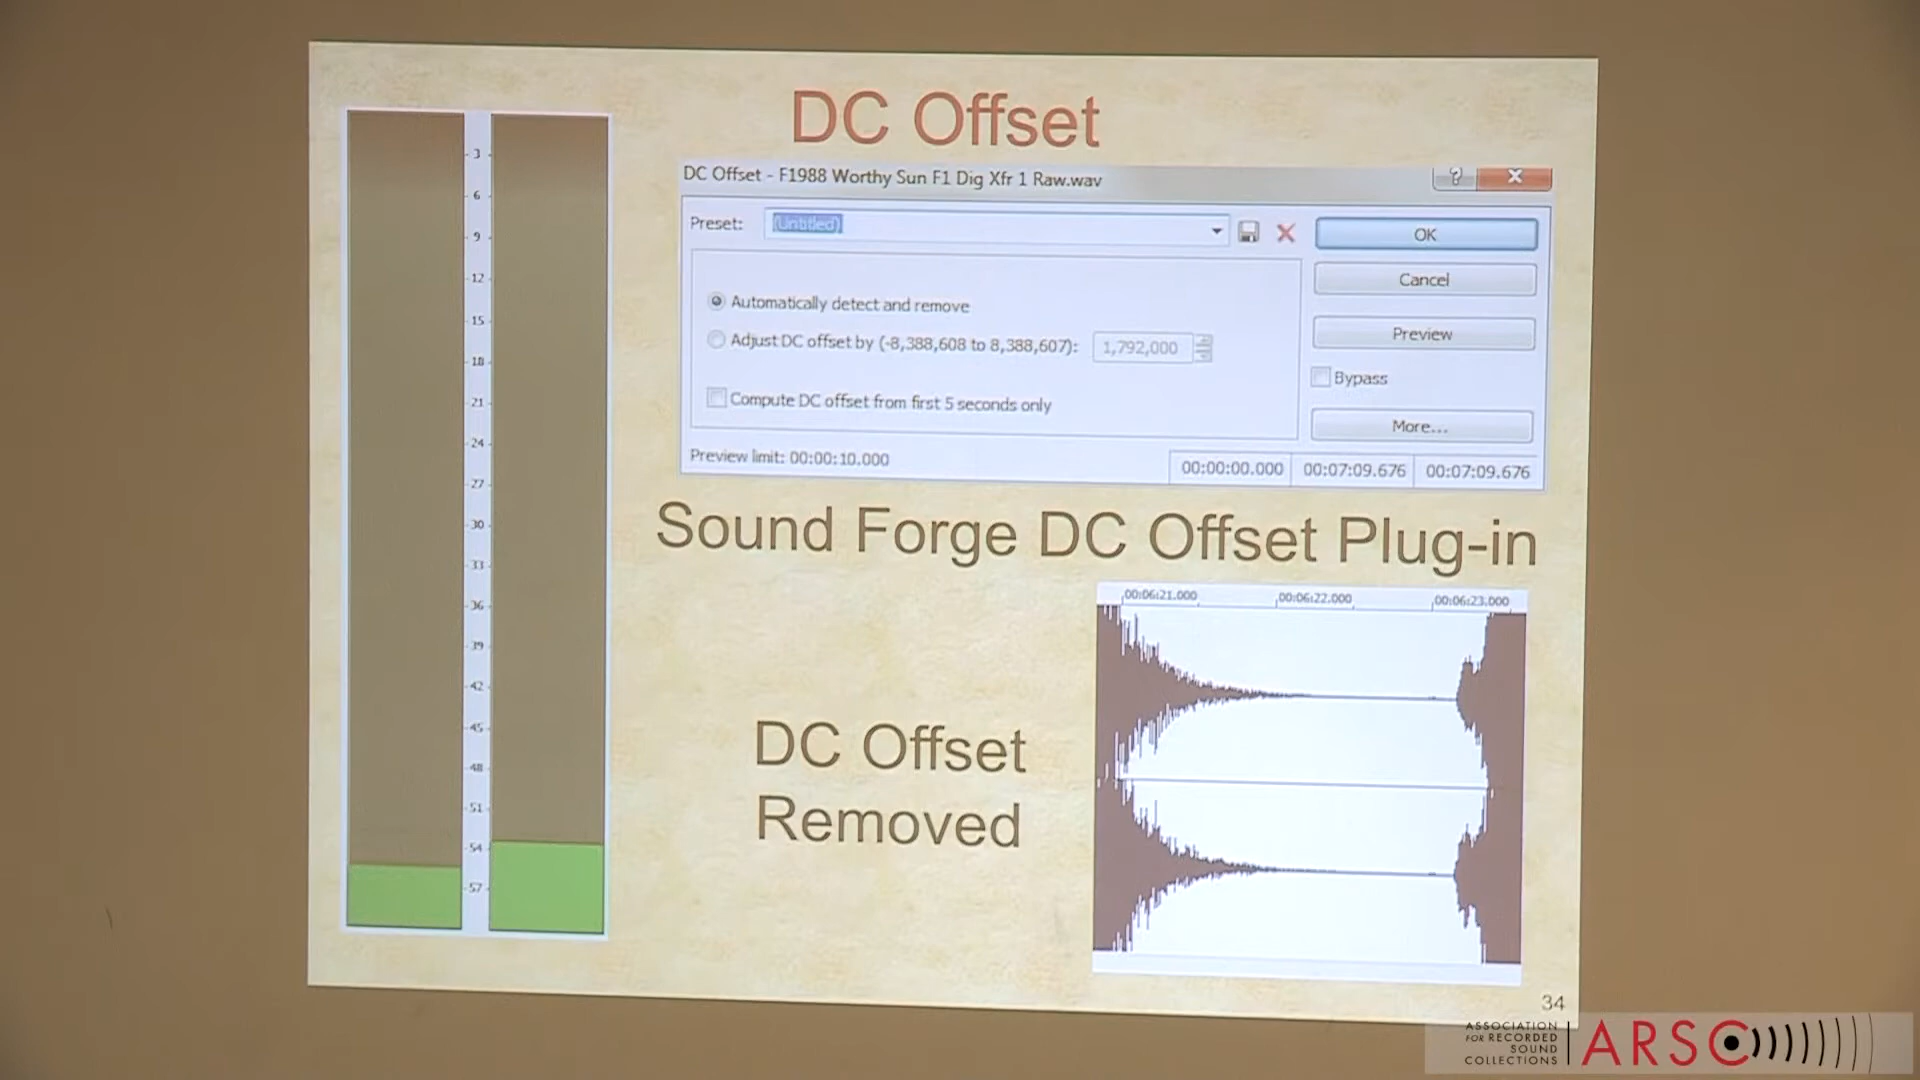 DC Offset
DC Offset - F1988 Worthy Sun F1 Dig Xfr 1 Raw.wav
?
X
Preset:
(Untitled)
OK
Cancel
Automatically detect and remove
Adjust DC offset by (-8,388,608 to 8,388,607):
1,792,000
Preview
Bypass
Compute DC offset from first 5 seconds only
More...
Preview limit: 00:00:10.000
00:00:00.000
00:07:09.676
00:07:09.676
3
6
9
12
15
18
21
24
27
30
33
36
39
42
45
48
51
54
57
Sound Forge DC Offset Plug-in
00:06:21.000
00:06:22.000
00:06:23.000
DC Offset
Removed
34
ASSOCIATION
FOR RECORDED
SOUND
COLLECTIONS
ARSC